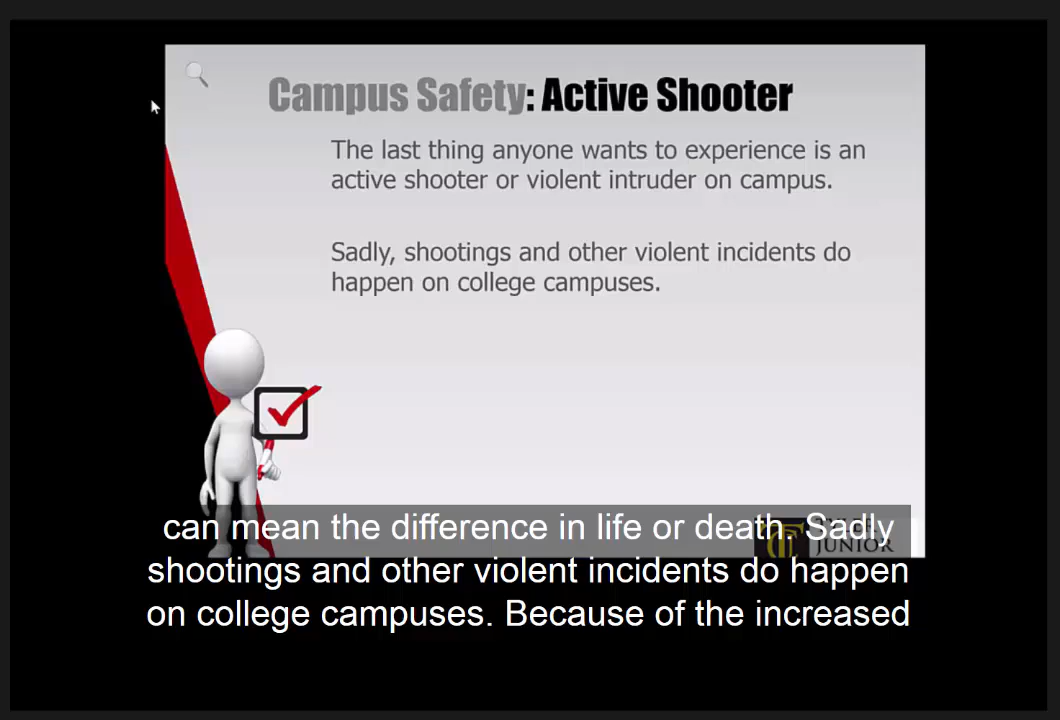 Campus Safety: Active Shooter
The last thing anyone wants to experience is an
active shooter or violent intruder on campus.
Sadly, shootings and other violent incidents do
happen on college campuses.
JUNIOR
can mean the difference in life or death. Sadly
shootings and other violent incidents do happen
on college campuses. Because of the increased